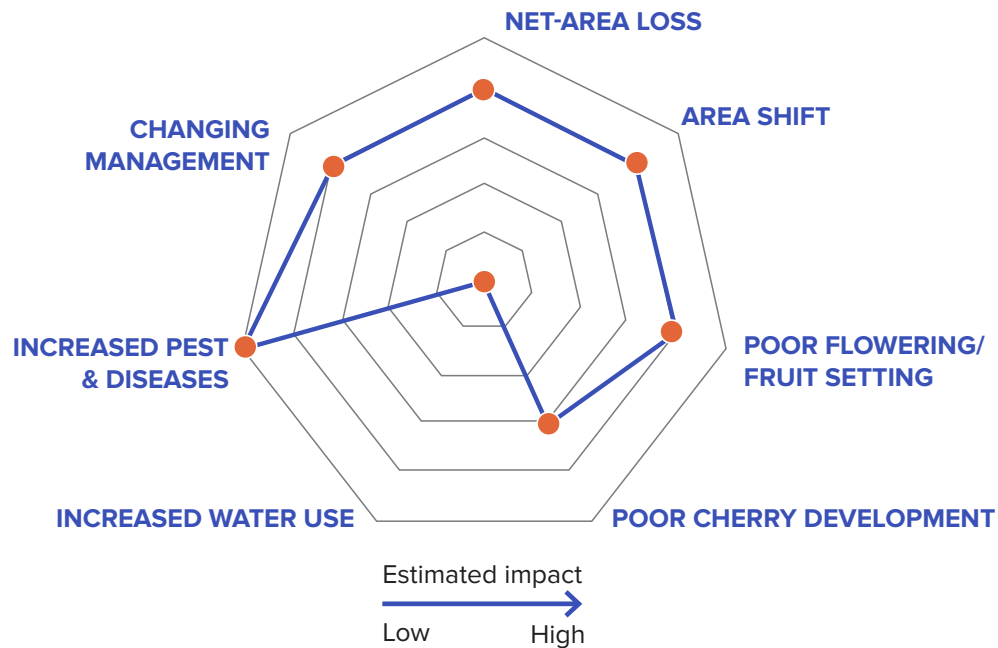 NET-AREA LOSS
AREA SHIFT
CHANGING
MANAGEMENT
INCREASED PEST
& DISEASES
POOR FLOWERING/
FRUIT SETTING
INCREASED WATER USE
POOR CHERRY DEVELOPMENT
Estimated impact
Low
High